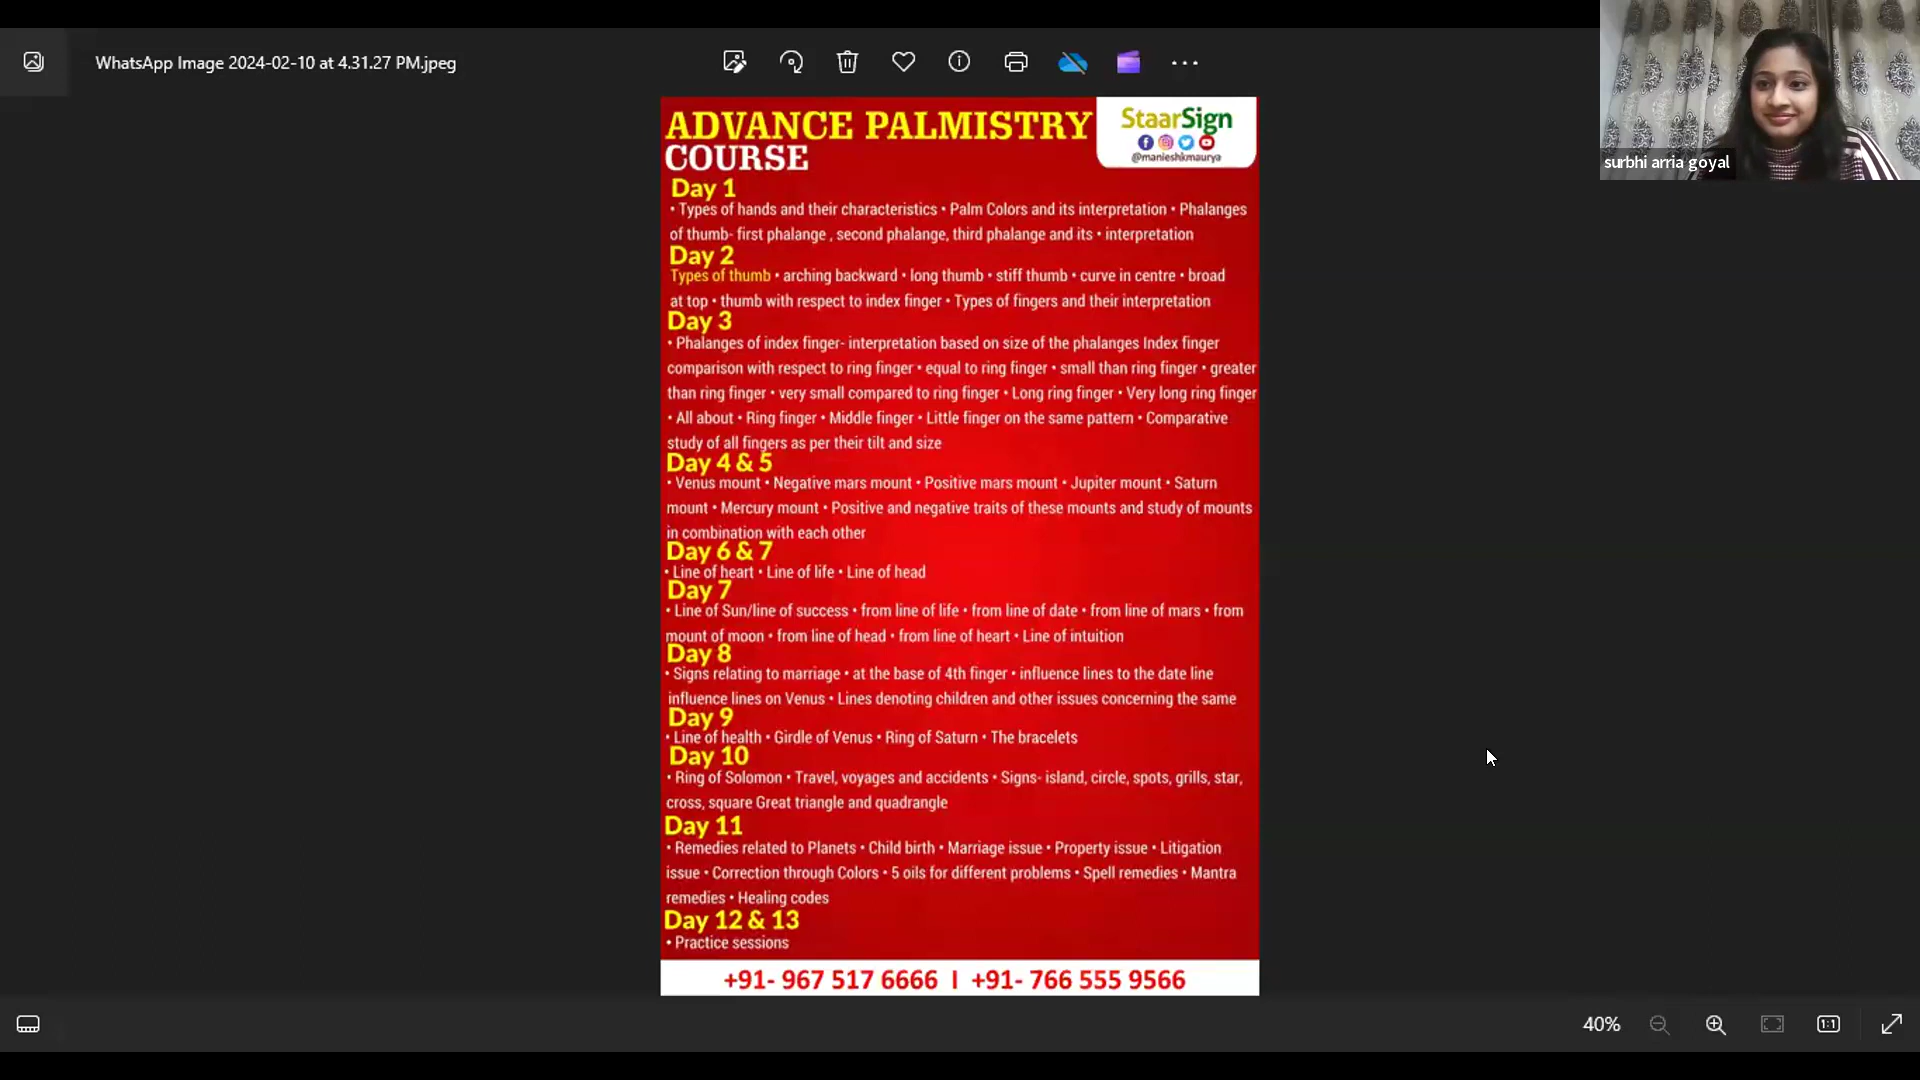 WhatsApp Image 2024-02-10 at 4.31.27 PM.jpeg
surbhi arria goyal
ADVANCE PALMISTRY
COURSE
StaarSign
@manieshkmaurya
Day 1
• Types of hands and their characteristics • Palm Colors and its interpretation • Phalanges
of thumb- first phalange , second phalange, third phalange and its • interpretation
Day 2
Types of thumb • arching backward • long thumb • stiff thumb • curve in centre • broad
at top • thumb with respect to index finger • Types of fingers and their interpretation
Day 3
• Phalanges of index finger- interpretation based on size of the phalanges Index finger
comparison with respect to ring finger • equal to ring finger • small than ring finger • greater
than ring finger • very small compared to ring finger • Long ring finger • Very long ring finger
• All about • Ring finger • Middle finger • Little finger on the same pattern • Comparative
study of all fingers as per their tilt and size
Day 4 & 5
• Venus mount • Negative mars mount • Positive mars mount • Jupiter mount • Saturn
mount • Mercury mount • Positive and negative traits of these mounts and study of mounts
in combination with each other
Day 6 & 7
• Line of heart • Line of life • Line of head
Day 7
• Line of Sun/line of success • from line of life • from line of date • from line of mars • from
mount of moon • from line of head • from line of heart • Line of intuition
Day 8
• Signs relating to marriage • at the base of 4th finger • influence lines to the date line
influence lines on Venus • Lines denoting children and other issues concerning the same
Day 9
• Line of health • Girdle of Venus • Ring of Saturn • The bracelets
Day 10
• Ring of Solomon • Travel, voyages and accidents • Signs- island, circle, spots, grills, star,
cross, square Great triangle and quadrangle
Day 11
• Remedies related to Planets • Child birth • Marriage issue • Property issue • Litigation
issue • Correction through Colors • 5 oils for different problems • Spell remedies • Mantra
remedies • Healing codes
Day 12 & 13
• Practice sessions
+91- 967 517 6666 I +91- 766 555 9566
40%
1:1